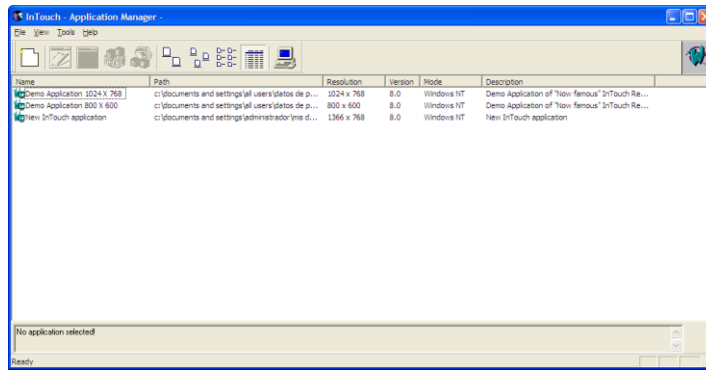 InTouch - Application Manager -
File View Tools Help
Name Path Resolution Version Mode Description
Demo Application 1024 X 768 c:\documents and settings\all users\datos de p... 1024 x 768 8.0 Windows NT Demo Application of "Now famous" InTouch Re...
Demo Application 800 X 600 c:\documents and settings\all users\datos de p... 800 x 600 8.0 Windows NT Demo Application of "Now famous" InTouch Re...
New InTouch application c:\documents and settings\administrador\mis d... 1366 x 768 8.0 Windows NT New InTouch application
No application selected!
Ready